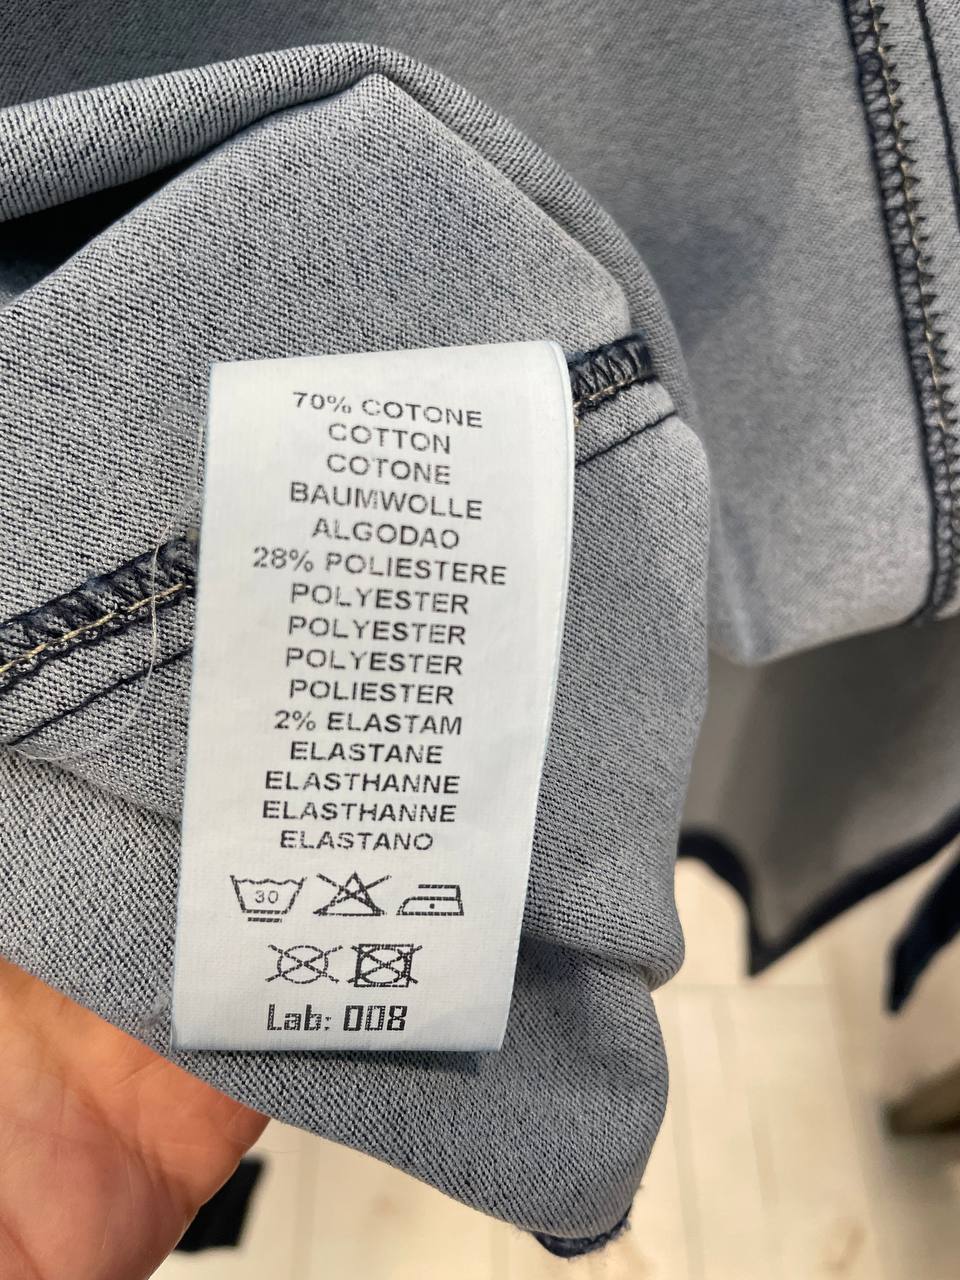 70% COTONE
COTTON
COTONE
BAUMWOLLE
ALGODAO
28% POLIESTERE
POLYESTER
POLYESTER
POLYESTER
POLIESTER
2% ELASTAM
ELASTANE
ELASTHANNE
ELASTHANNE
ELASTANO
30
Lab: 008